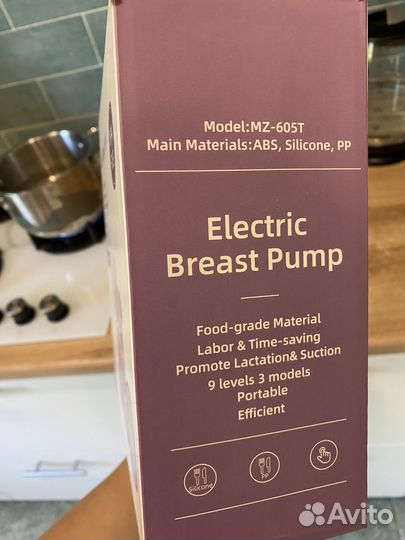 Model:MZ-605T
Main Materials:ABS, Silicone, PP
Electric
Breast Pump
Food-grade Material
Labor & Time-saving
Promote Lactation& Suction
9 levels 3 models
Portable
Efficient
Silicone
PP
Avito